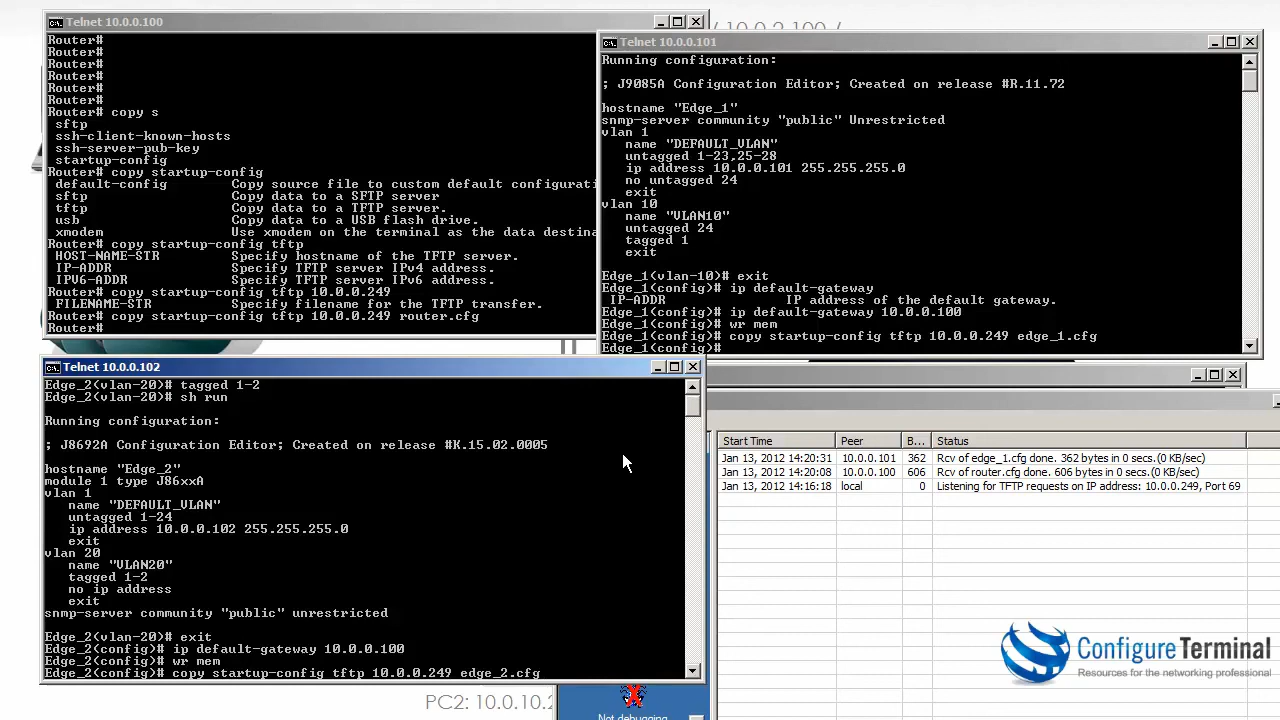 Telnet 10.0.0.100
Router#
Router#
Router#
Router#
Router#
Router#
Router# copy s
sftp
ssh-client-known-hosts
ssh-server-pub-key
startup-config
Router# copy startup-config
default-config Copy source file to custom default configurati
sftp Copy data to a SFTP server
tftp Copy data to a TFTP server.
usb Copy data to a USB flash drive.
xmodem Use xmodem on the terminal as the data destina
Router# copy startup-config tftp
HOST-NAME-STR Specify hostname of the TFTP server.
IP-ADDR Specify TFTP server IPv4 address.
IPV6-ADDR Specify TFTP server IPv6 address.
Router# copy startup-config tftp 10.0.0.249
FILENAME-STR Specify filename for the TFTP transfer.
Router# copy startup-config tftp 10.0.0.249 router.cfg
Router#
Telnet 10.0.0.101
Running configuration:
; J9085A Configuration Editor; Created on release #R.11.72
hostname "Edge_1"
snmp-server community "public" Unrestricted
vlan 1
name "DEFAULT_VLAN"
untagged 1-23,25-28
ip address 10.0.0.101 255.255.255.0
no untagged 24
exit
vlan 10
name "VLAN10"
untagged 24
tagged 1
exit
Edge_1(vlan-10)# exit
Edge_1(config)# ip default-gateway
IP-ADDR IP address of the default gateway.
Edge_1(config)# ip default-gateway 10.0.0.100
Edge_1(config)# wr mem
Edge_1(config)# copy startup-config tftp 10.0.0.249 edge_1.cfg
Edge_1(config)#
Telnet 10.0.0.102
Edge_2(vlan-20)# tagged 1-2
Edge_2(vlan-20)# sh run
Running configuration:
; J8692A Configuration Editor; Created on release #K.15.02.0005
hostname "Edge_2"
module 1 type J86xxA
vlan 1
name "DEFAULT_VLAN"
untagged 1-24
ip address 10.0.0.102 255.255.255.0
exit
vlan 20
name "VLAN20"
tagged 1-2
no ip address
exit
snmp-server community "public" unrestricted
Edge_2(vlan-20)# exit
Edge_2(config)# ip default-gateway 10.0.0.100
Edge_2(config)# wr mem
Edge_2(config)# copy startup-config tftp 10.0.0.249 edge_2.cfg
Start Time Peer B... Status
Jan 13, 2012 14:20:31 10.0.0.101 362 Rcv of edge_1.cfg done. 362 bytes in 0 secs.(0 KB/s)
Jan 13, 2012 14:20:08 10.0.0.100 606 Rcv of router.cfg done. 606 bytes in 0 secs.(0 KB/s)
Jan 13, 2012 14:16:18 local 0 Listening for TFTP requests on IP address: 10.0.0.249, Port 69
ConfigureTerminal
Resources for the networking professional
PC2: 10.0.10.2
Not debugging